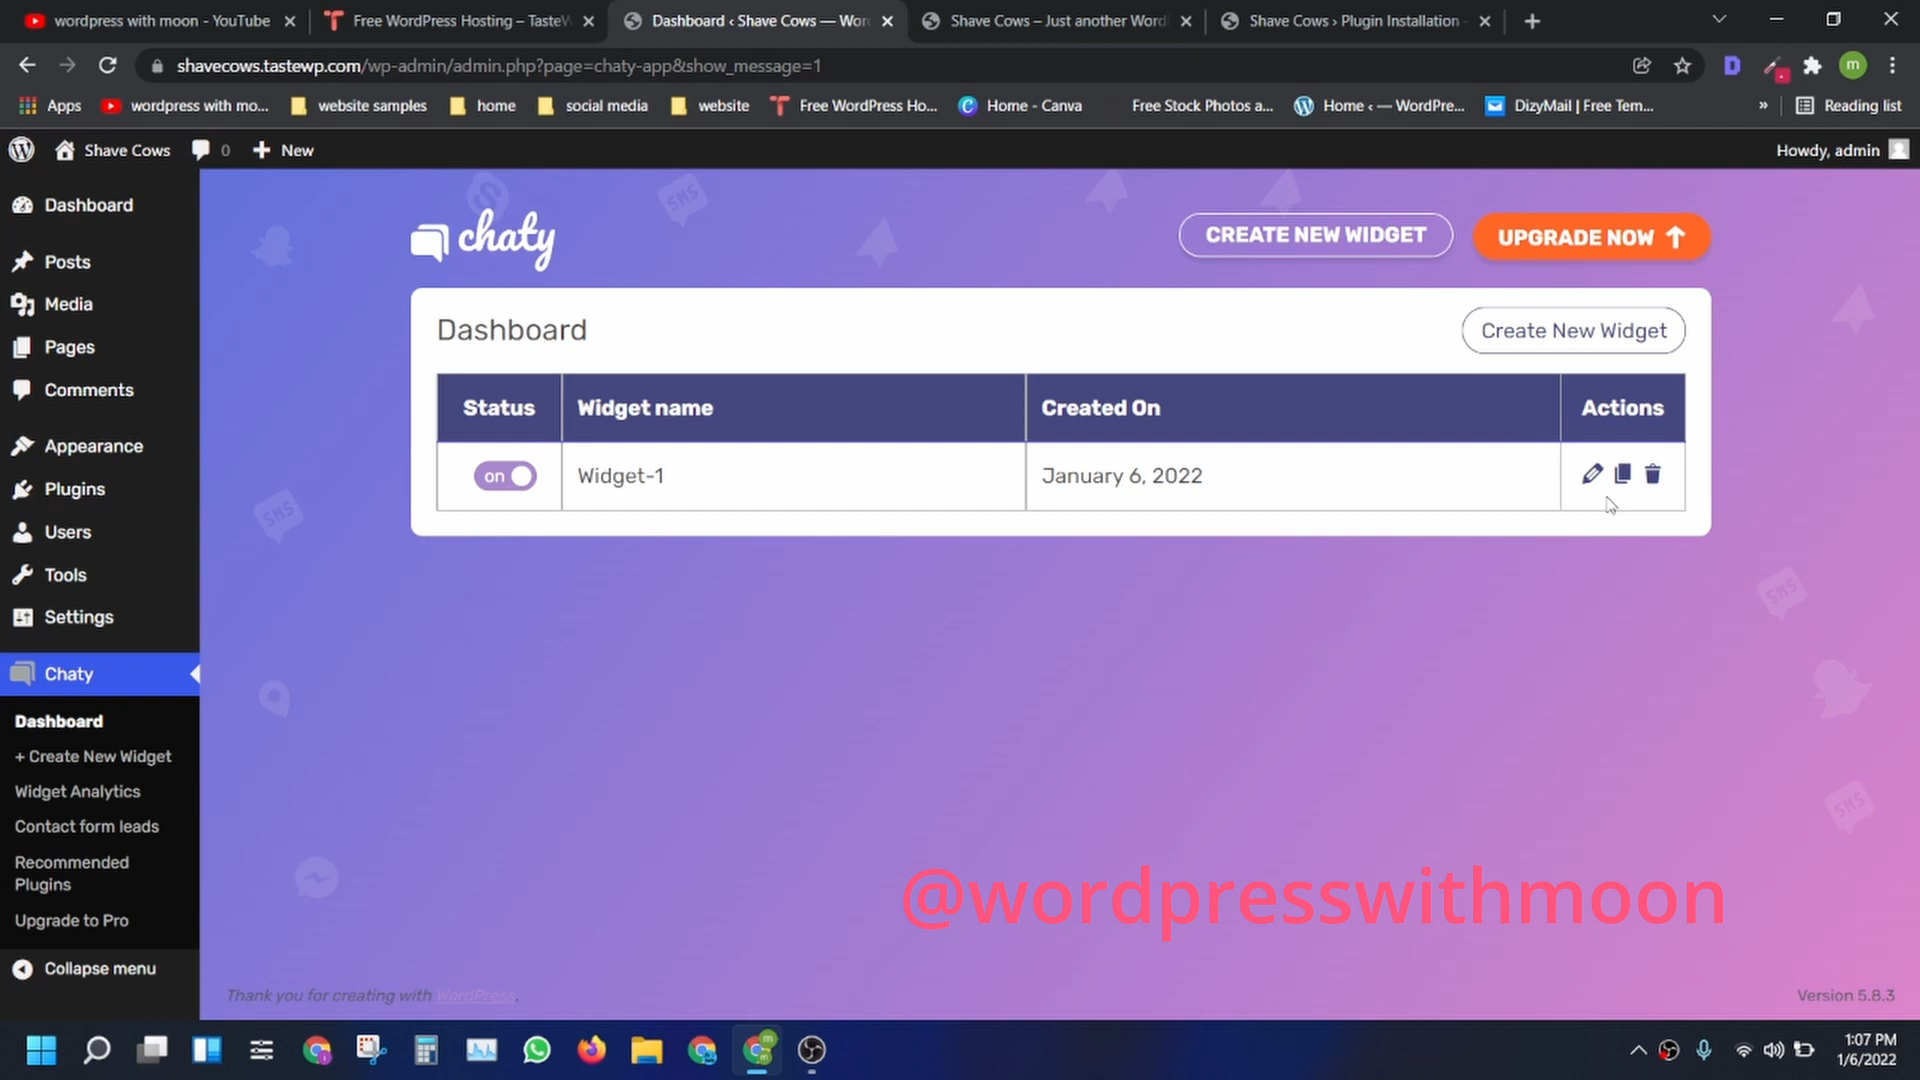 wordpress with moon - YouTube
Free WordPress Hosting – TasteW
Dashboard ‹ Shave Cows — Wor
Shave Cows – Just another Word
Shave Cows › Plugin Installation -
shavecows.tastewp.com/wp-admin/admin.php?page=chaty-app&show_message=1
D
m
Apps
wordpress with mo...
website samples
home
social media
website
Free WordPress Ho...
Home - Canva
Free Stock Photos a...
Home ‹ — WordPre...
DizyMail | Free Tem...
»
Reading list
Shave Cows
0
New
Howdy, admin
Dashboard
Posts
Media
Pages
Comments
Appearance
Plugins
Users
Tools
Settings
Chaty
Dashboard
+ Create New Widget
Widget Analytics
Contact form leads
Recommended
Plugins
Upgrade to Pro
Collapse menu
chaty
CREATE NEW WIDGET
UPGRADE NOW
Dashboard
Create New Widget
Status
Widget name
Created On
Actions
on
Widget-1
January 6, 2022
SMS
SMS
SMS
SMS
@wordpresswithmoon
Thank you for creating with WordPress.
Version 5.8.3
1:07 PM
1/6/2022